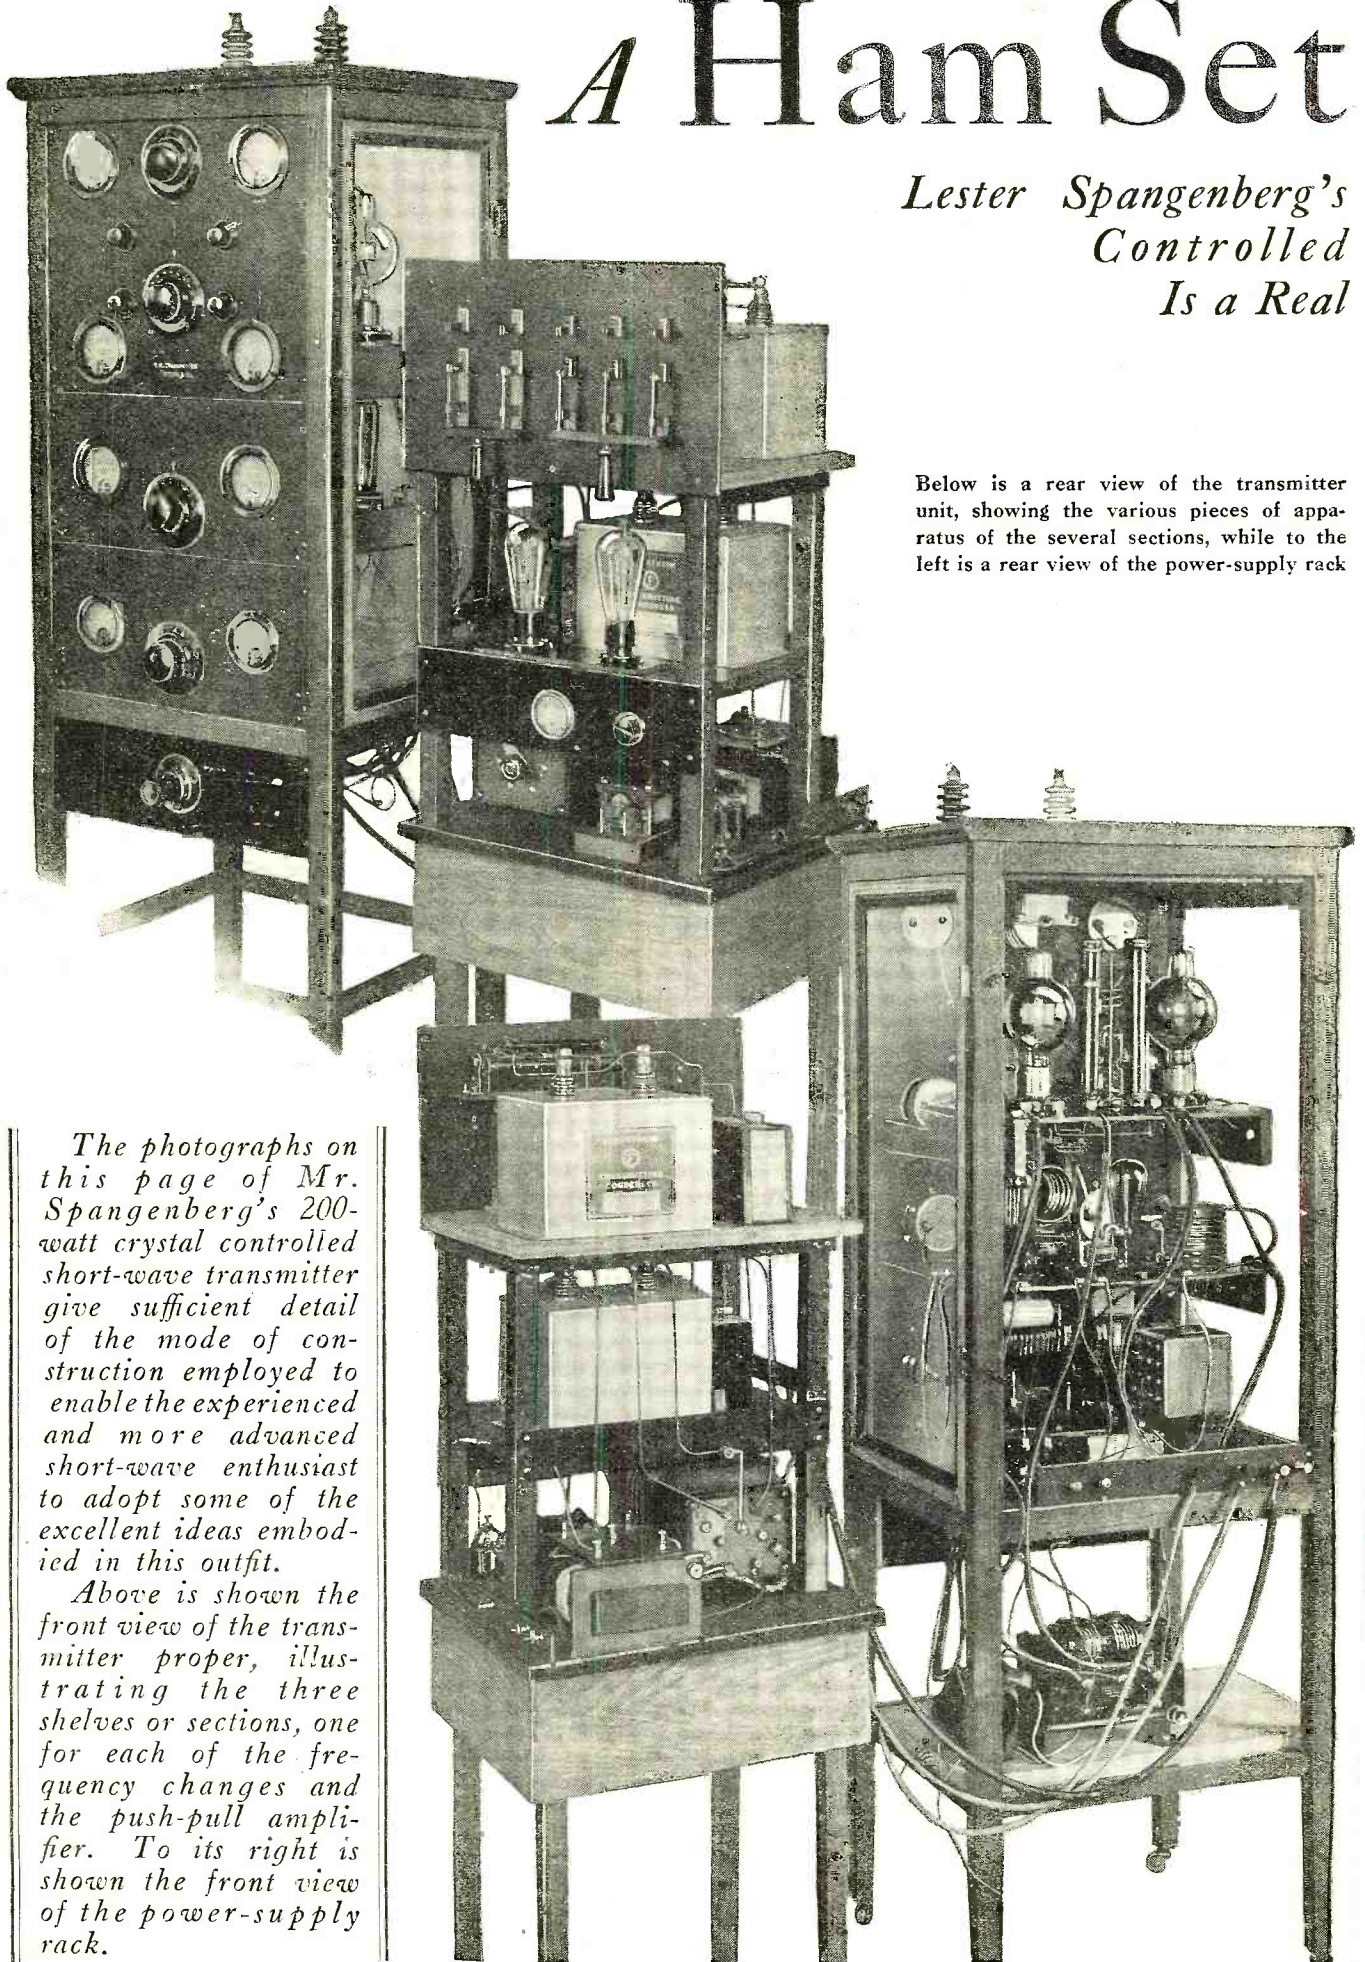 A Ham Set
Lester Spangenberg's
Controlled
Is a Real
Below is a rear view of the transmitter
unit, showing the various pieces of appa-
ratus of the several sections, while to the
left is a rear view of the power-supply rack
The photographs on
this page of Mr.
Spangenberg's 200-
watt crystal controlled
short-wave transmitter
give sufficient detail
of the mode of con-
struction employed to
enable the experienced
and more advanced
short-wave enthusiast
to adopt some of the
excellent ideas embod-
ied in this outfit.
Above is shown the
front view of the trans-
mitter proper, illus-
trating the three
shelves or sections, one
for each of the fre-
quency changes and
the push-pull ampli-
fier. To its right is
shown the front view
of the power-supply
rack.